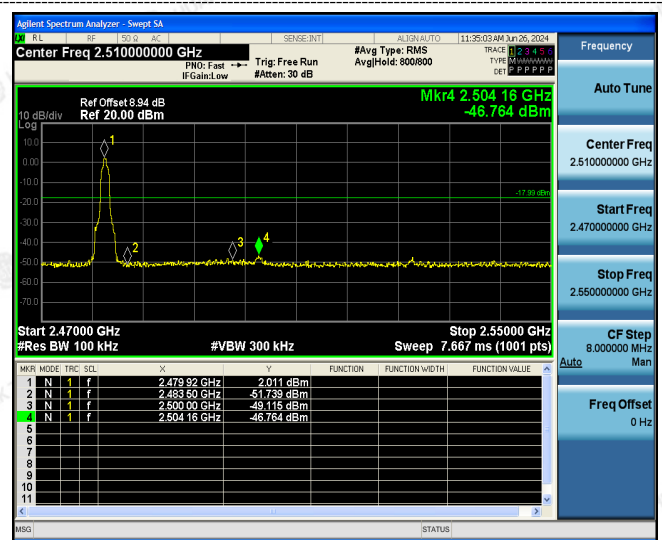 Agilent Spectrum Analyzer - Swept SA
LXI RL RF 50 Ω AC SENSE:INT ALIGN AUTO 11:35:03 AM Jun 26, 2024
Center Freq 2.510000000 GHz
#Avg Type: RMS
TRACE 1 2 3 4 5 6
PNO: Fast Trig: Free Run Avg|Hold: 800/800
TYPE M
IFGain:Low #Atten: 30 dB
DET P P P P P P
Mkr4 2.504 16 GHz
-46.764 dBm
Ref Offset 8.94 dB
10 dB/div Ref 20.00 dBm
Log
10.0
0.00
-10.0
-20.0
-30.0
-40.0
-50.0
-60.0
-70.0
1
2
3
4
-17.99 dBm
Start 2.47000 GHz Stop 2.55000 GHz
#Res BW 100 kHz #VBW 300 kHz Sweep 7.667 ms (1001 pts)
MKR MODE TRC SCL X Y FUNCTION FUNCTION WIDTH FUNCTION VALUE
1 N 1 f 2.479 92 GHz 2.011 dBm
2 N 1 f 2.483 50 GHz -51.739 dBm
3 N 1 f 2.500 00 GHz -49.115 dBm
4 N 1 f 2.504 16 GHz -46.764 dBm
5
6
7
8
9
10
11
MSG STATUS
Frequency
Auto Tune
Center Freq
2.510000000 GHz
Start Freq
2.470000000 GHz
Stop Freq
2.550000000 GHz
CF Step
8.000000 MHz
Auto Man
Freq Offset
0 Hz